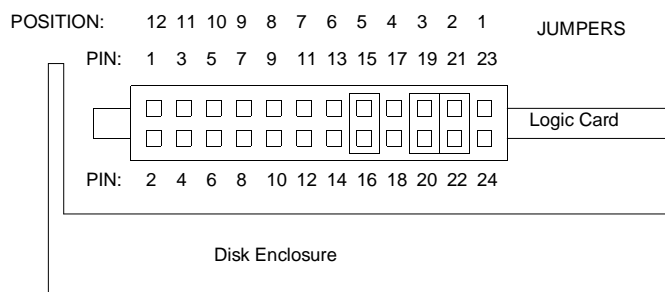 POSITION: 12 11 10 9 8 7 6 5 4 3 2 1 JUMPERS
PIN: 1 3 5 7 9 11 13 15 17 19 21 23
Logic Card
PIN: 2 4 6 8 10 12 14 16 18 20 22 24
Disk Enclosure